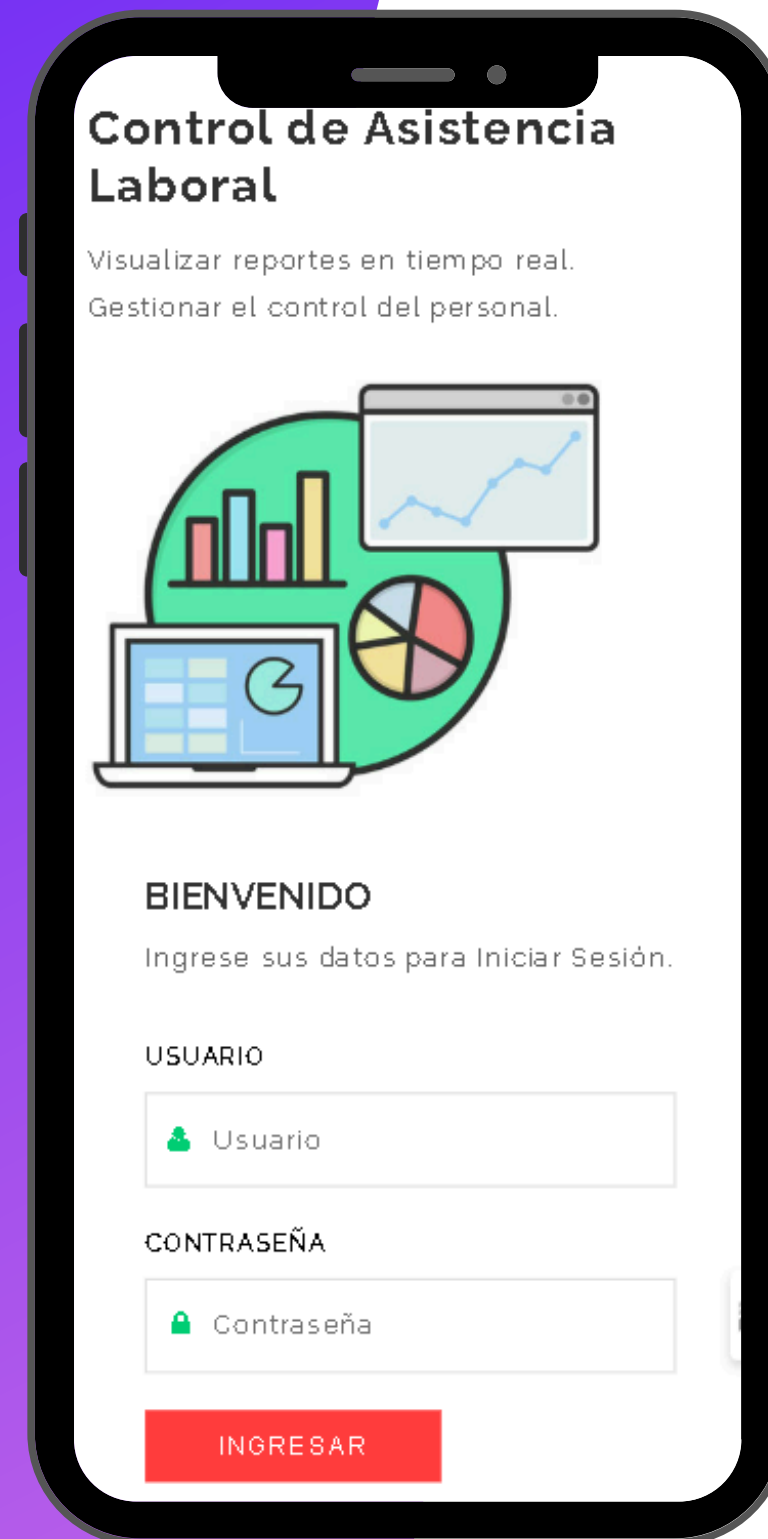 Control de Asistencia
Laboral
Visualizar reportes en tiempo real.
Gestionar el control del personal.
BIENVENIDO
Ingrese sus datos para Iniciar Sesión.
USUARIO
Usuario
CONTRASEÑA
Contraseña
INGRESAR